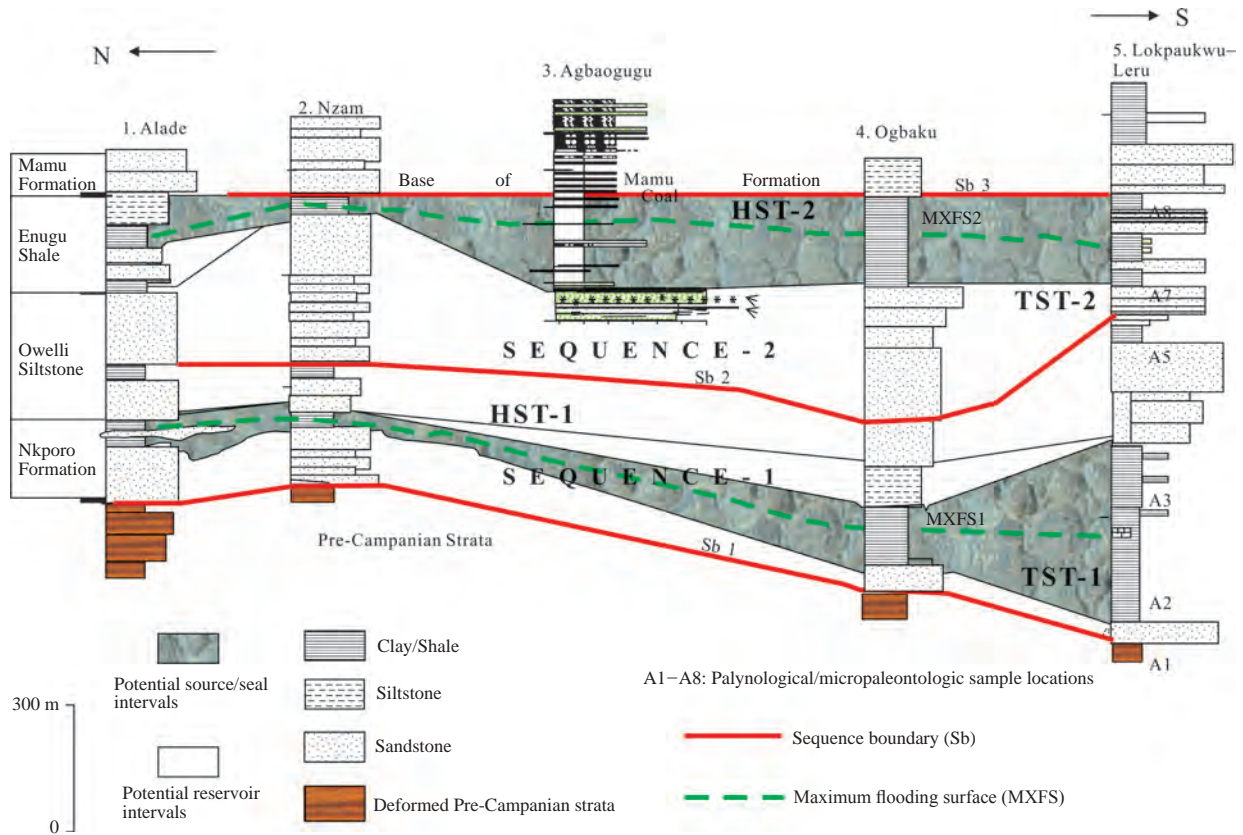 N
S
1. Alade
2. Nzam
3. Agbaogugu
4. Ogbaku
5. Lokpaukwu–
Leru
Mamu
Formation
Enugu
Shale
Owelli
Siltstone
Nkporo
Formation
Base of Mamu Formation
Coal
Sb 3
HST-2
MXFS2
A8
TST-2
A7
SEQUENCE-2
Sb 2
A5
HST-1
SEQUENCE-1
A3
MXFS1
Pre-Campanian Strata
Sb 1
TST-1
A2
A1
Potential source/seal
intervals
Potential reservoir
intervals
300 m
0
Clay/Shale
Siltstone
Sandstone
Deformed Pre-Campanian strata
A1–A8: Palynological/micropaleontologic sample locations
Sequence boundary (Sb)
Maximum flooding surface (MXFS)